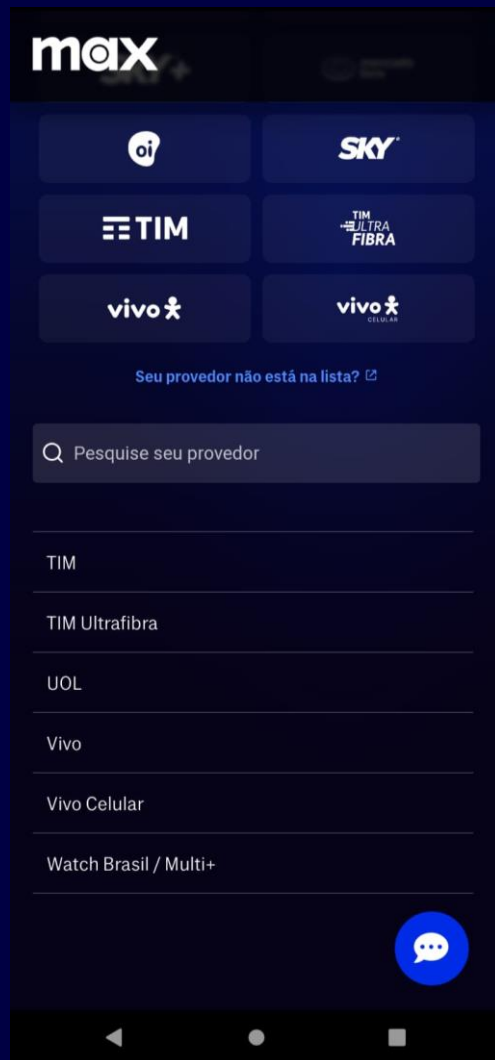 max
SKY+
oi
SKY
TIM
TIM
ULTRA
FIBRA
vivo
vivo
CELULAR
Seu provedor não está na lista?
Pesquise seu provedor
TIM
TIM Ultrafibra
UOL
Vivo
Vivo Celular
Watch Brasil / Multi+